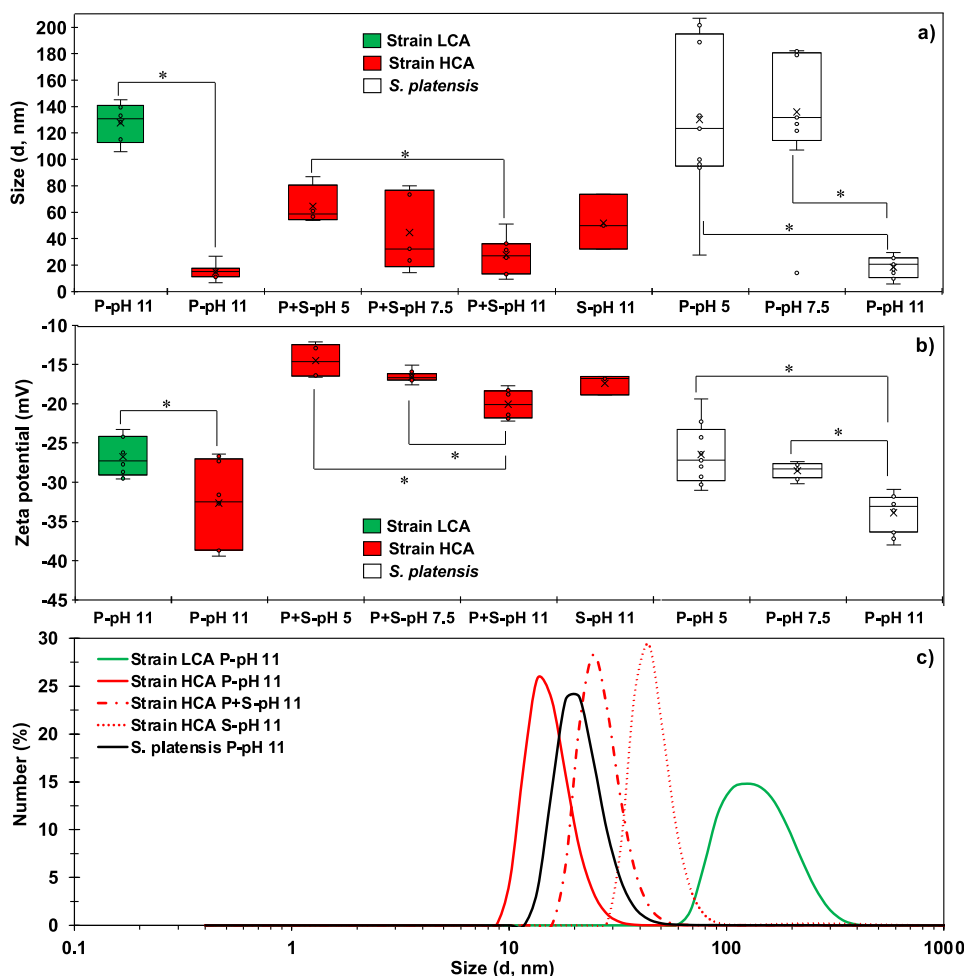 a)
Strain LCA
Strain HCA
S. platensis
Size (d, nm)
200
180
160
140
120
100
80
60
40
20
0
*
*
*
*
P-pH 11 P-pH 11 P+S-pH 5 P+S-pH 7.5 P+S-pH 11 S-pH 11 P-pH 5 P-pH 7.5 P-pH 11
b)
Zeta potential (mV)
-10
-15
-20
-25
-30
-35
-40
-45
*
*
*
*
*
Strain LCA
Strain HCA
S. platensis
P-pH 11 P-pH 11 P+S-pH 5 P+S-pH 7.5 P+S-pH 11 S-pH 11 P-pH 5 P-pH 7.5 P-pH 11
c)
Strain LCA P-pH 11
Strain HCA P-pH 11
Strain HCA P+S-pH 11
Strain HCA S-pH 11
S. platensis P-pH 11
Number (%)
30
25
20
15
10
5
0
0.1 1 10 100 1000
Size (d, nm)